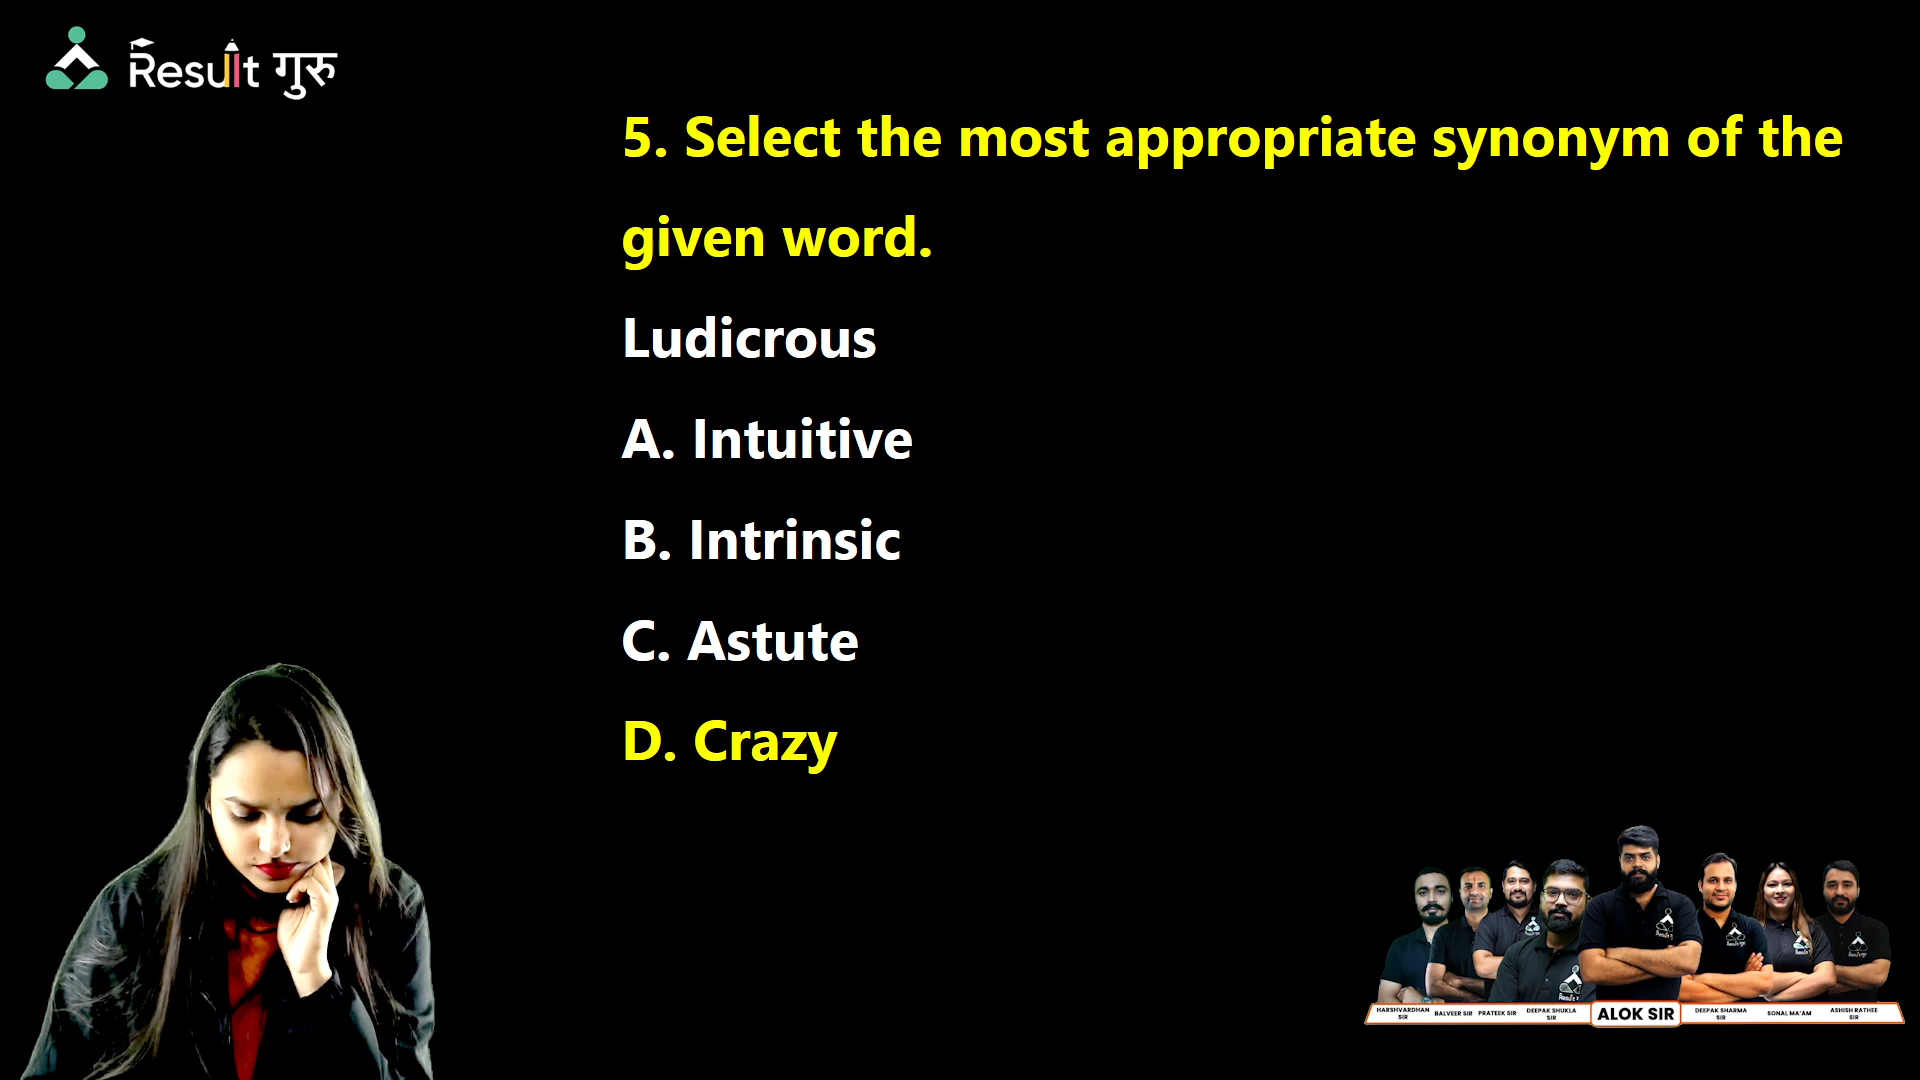 Result गुरु
5. Select the most appropriate synonym of the
given word.
Ludicrous
A. Intuitive
B. Intrinsic
C. Astute
D. Crazy
HARSHVARDHAN SIR
BALVEER SIR
PRATEEK SIR
DEEPAK SHUKLA SIR
ALOK SIR
DEEPAK SHARMA SIR
SONAL MA'AM
ASHISH RATHEE SIR